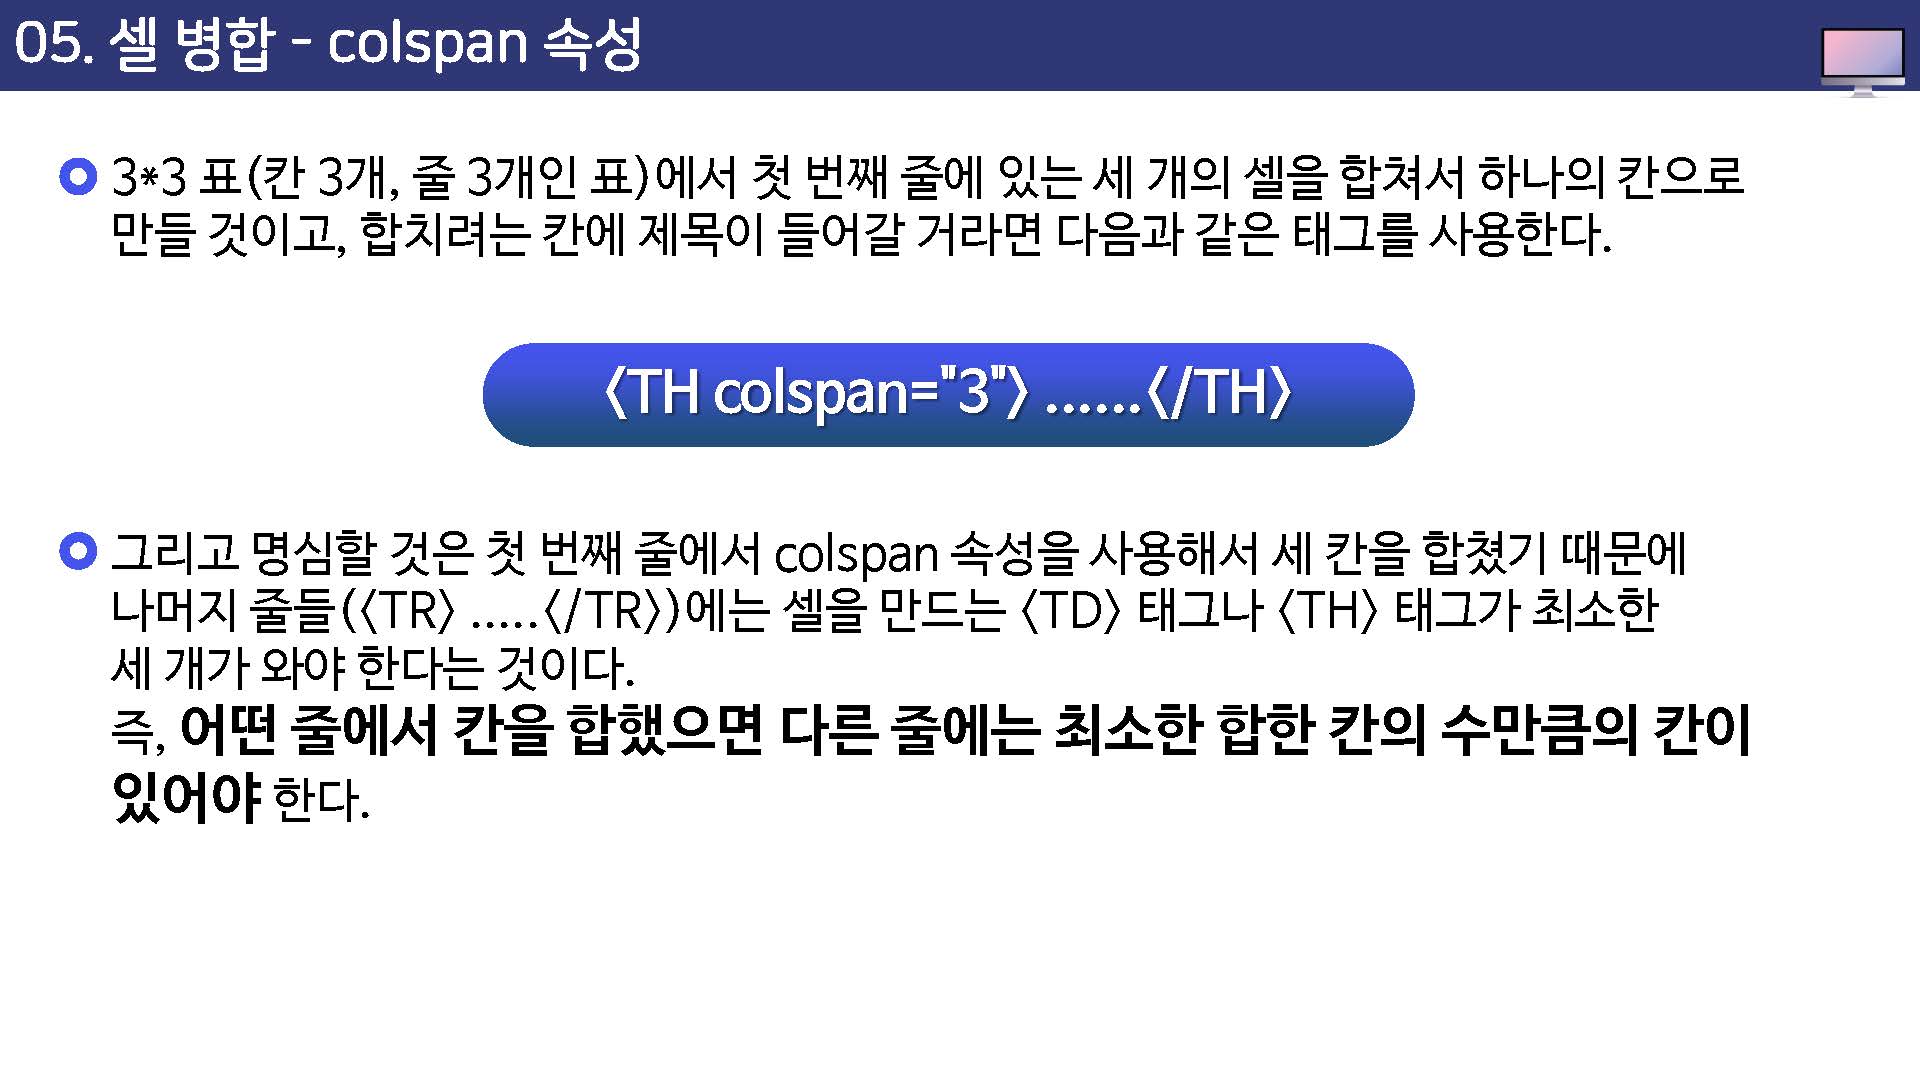 05. 셀 병합 - colspan 속성
3*3 표(칸 3개, 줄 3개인 표)에서 첫 번째 줄에 있는 세 개의 셀을 합쳐서 하나의 칸으로
만들 것이고, 합치려는 칸에 제목이 들어갈 거라면 다음과 같은 태그를 사용한다.
〈TH colspan="3"〉 ......〈/TH〉
그리고 명심할 것은 첫 번째 줄에서 colspan 속성을 사용해서 세 칸을 합쳤기 때문에
나머지 줄들(〈TR〉 .....〈/TR〉)에는 셀을 만드는 〈TD〉 태그나 〈TH〉 태그가 최소한
세 개가 와야 한다는 것이다.
즉, 어떤 줄에서 칸을 합했으면 다른 줄에는 최소한 합한 칸의 수만큼의 칸이
있어야 한다.